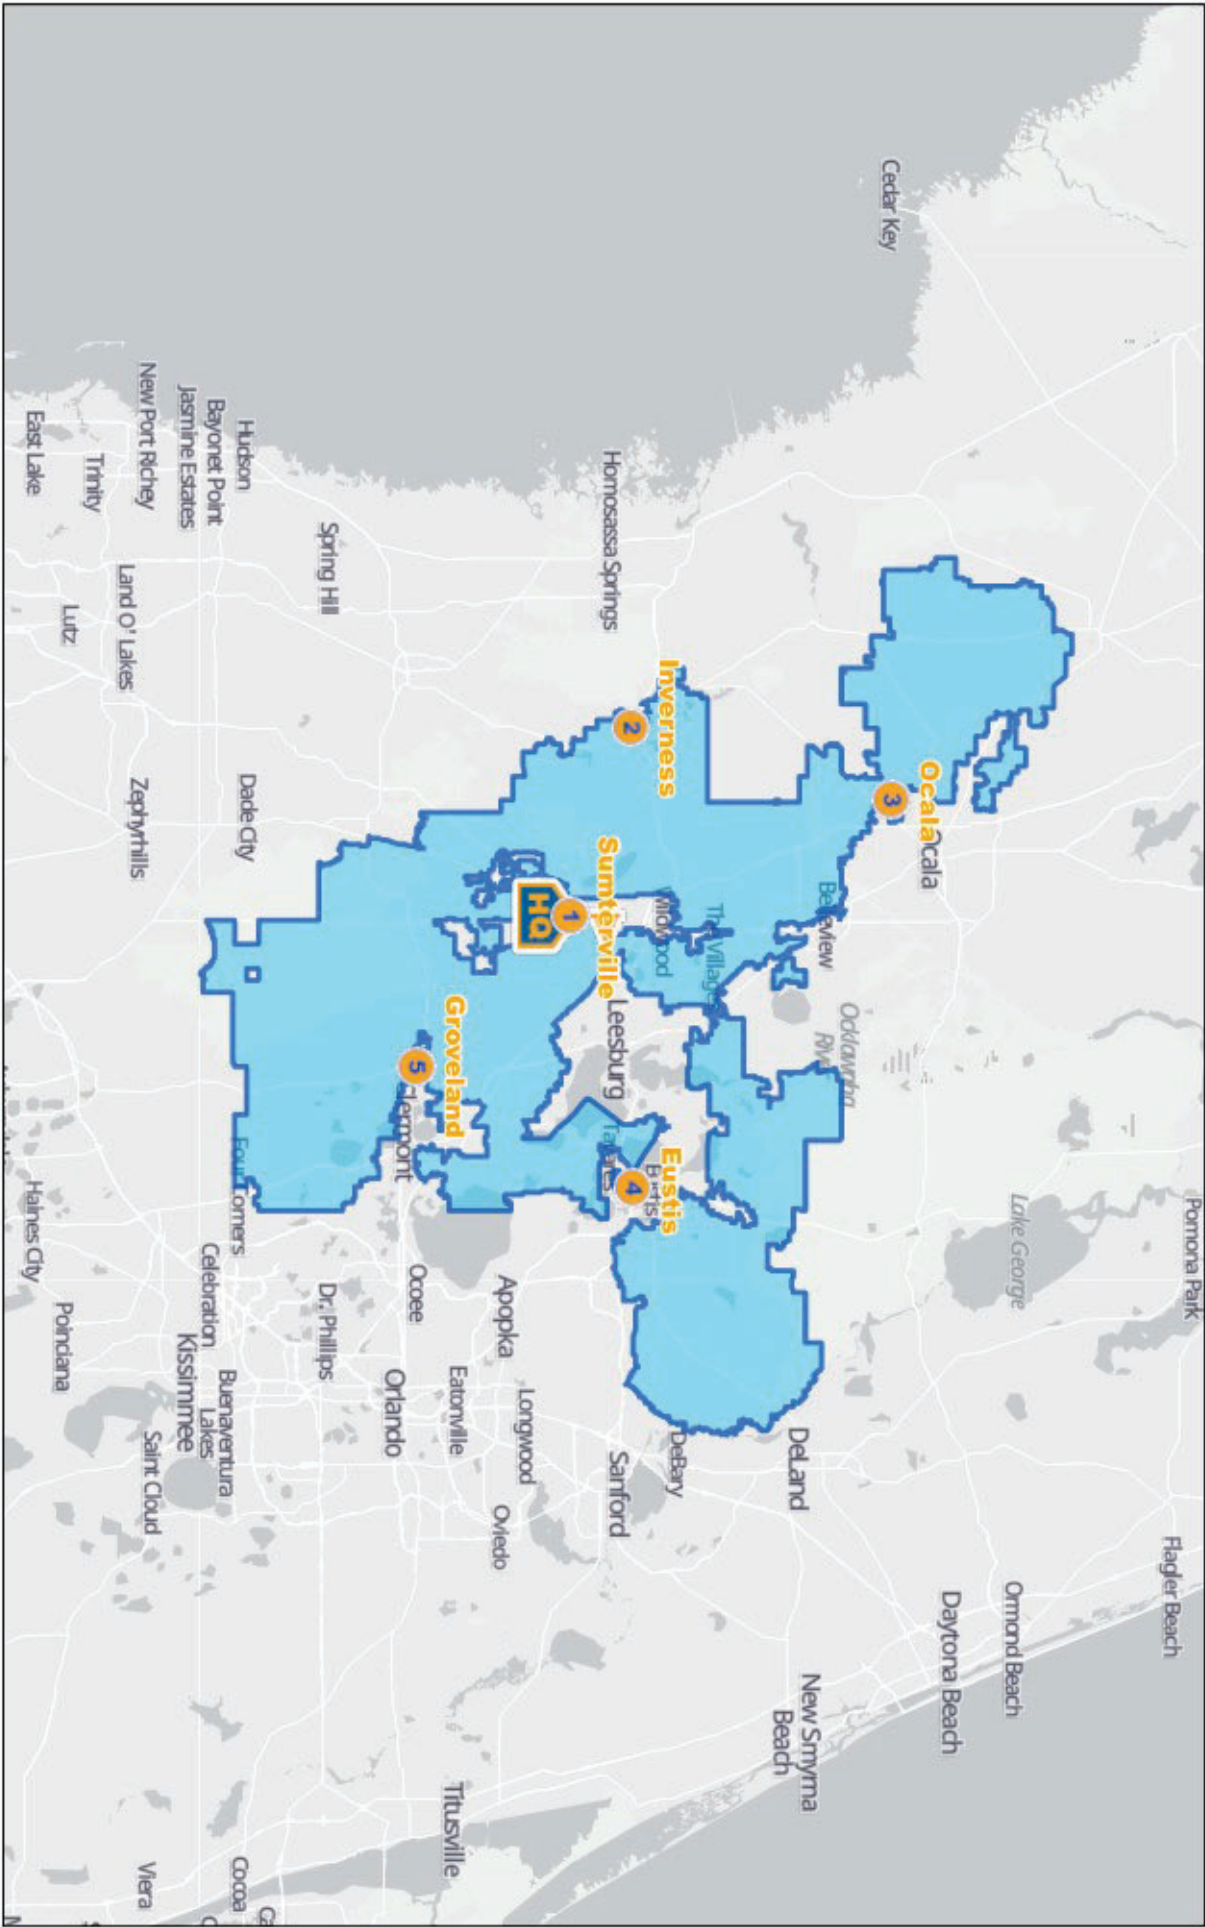 Pomona Park
Flagler Beach
Lake George
Ormond Beach
Daytona Beach
Ocala
Ocala
Cedar Key
3
Ocklawaha
River
Belleview
New Smyrna
Beach
DeLand
The Villages
DeBary
Inverness
Wildwood
Eustis
Eustis
2
4
Homosassa Springs
Sumterville
Leesburg
Tavares
Sanford
1
HQ
Longwood
Apopka
Oviedo
Groveland
Eatonville
Titusville
5
Clermont
Ocoee
Orlando
Spring Hill
Dr. Phillips
Hudson
Dade City
Four Corners
Cocoa
Bayonet Point
Jasmine Estates
Buenaventura
Lakes
Celebration
Kissimmee
New Port Richey
Saint Cloud
Viera
Zephyrhills
Land O' Lakes
Trinity
Lutz
Poinciana
East Lake
Haines City